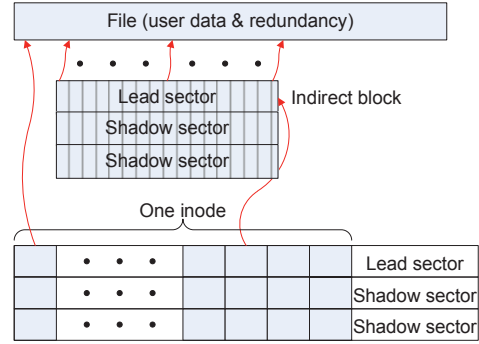 File (user data & redundancy)
Lead sector
Indirect block
Shadow sector
Shadow sector
One inode
Lead sector
Shadow sector
Shadow sector